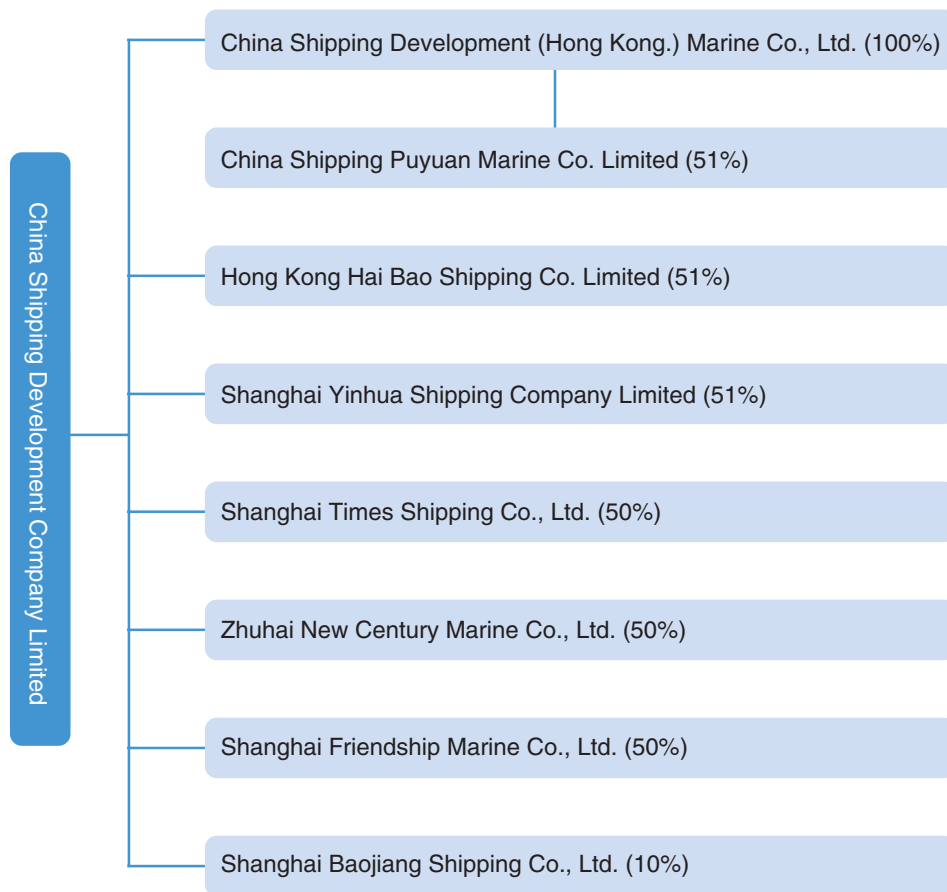 China Shipping Development Company Limited
China Shipping Development (Hong Kong.) Marine Co., Ltd. (100%)
China Shipping Puyuan Marine Co. Limited (51%)
Hong Kong Hai Bao Shipping Co. Limited (51%)
Shanghai Yinhua Shipping Company Limited (51%)
Shanghai Times Shipping Co., Ltd. (50%)
Zhuhai New Century Marine Co., Ltd. (50%)
Shanghai Friendship Marine Co., Ltd. (50%)
Shanghai Baojiang Shipping Co., Ltd. (10%)